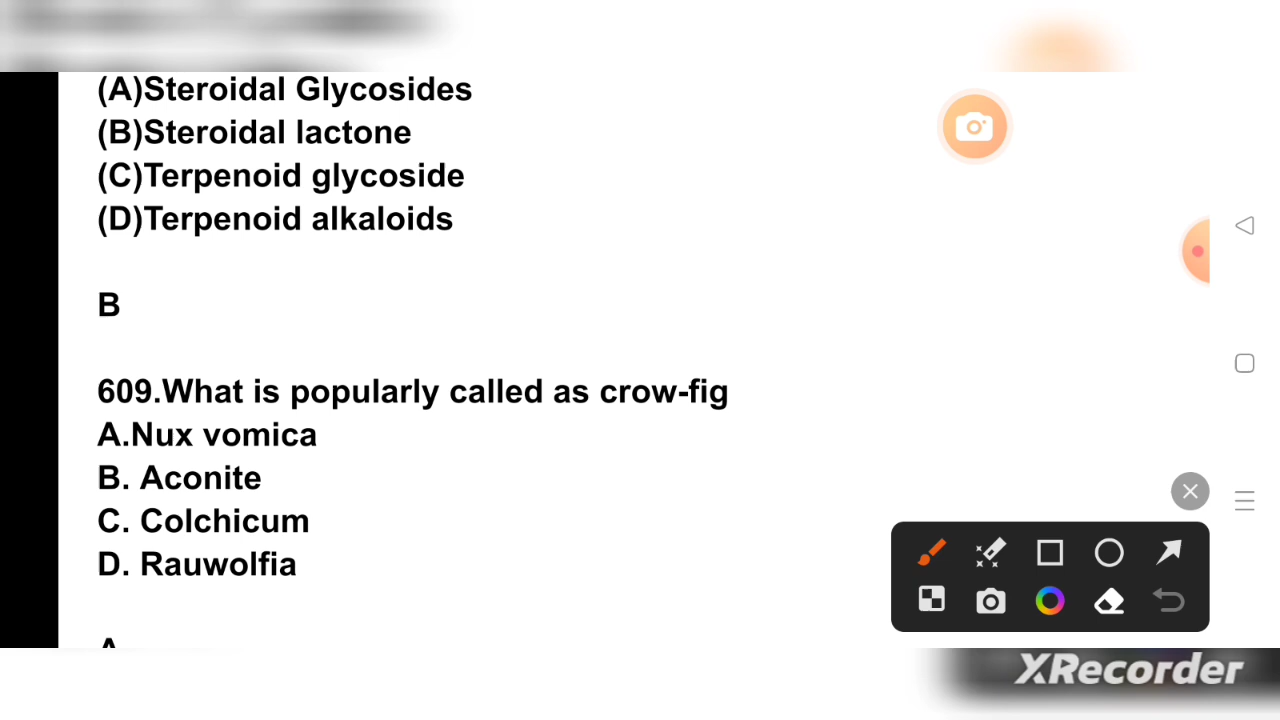 (A)Steroidal Glycosides
(B)Steroidal lactone
(C)Terpenoid glycoside
(D)Terpenoid alkaloids
B
609.What is popularly called as crow-fig
A.Nux vomica
B. Aconite
C. Colchicum
D. Rauwolfia
XRecorder